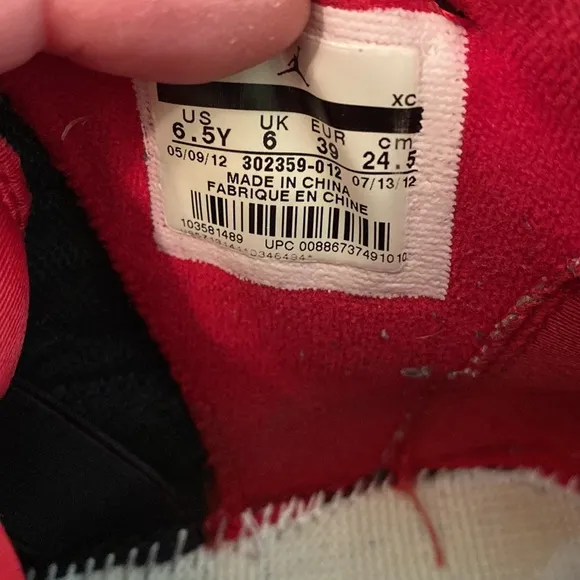 XC
US UK EUR cm
6.5Y 6 39 24.5
05/09/12 302359-012 07/13/12
MADE IN CHINA
FABRIQUE EN CHINE
103581489 UPC 00886737491010